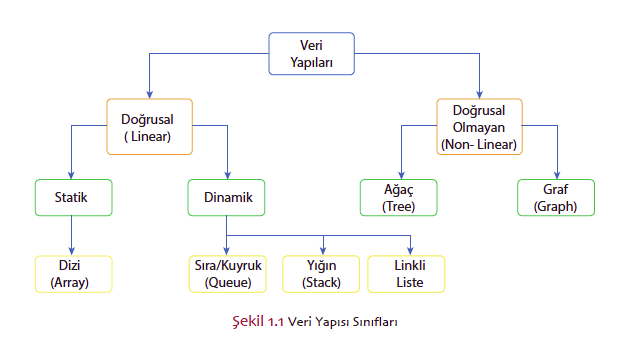 Veri
Yapıları
Doğrusal
( Linear)
Doğrusal
Olmayan
(Non- Linear)
Statik
Dinamik
Ağaç
(Tree)
Graf
(Graph)
Dizi
(Array)
Sıra/Kuyruk
(Queue)
Yığın
(Stack)
Linkli
Liste
Şekil 1.1 Veri Yapısı Sınıfları